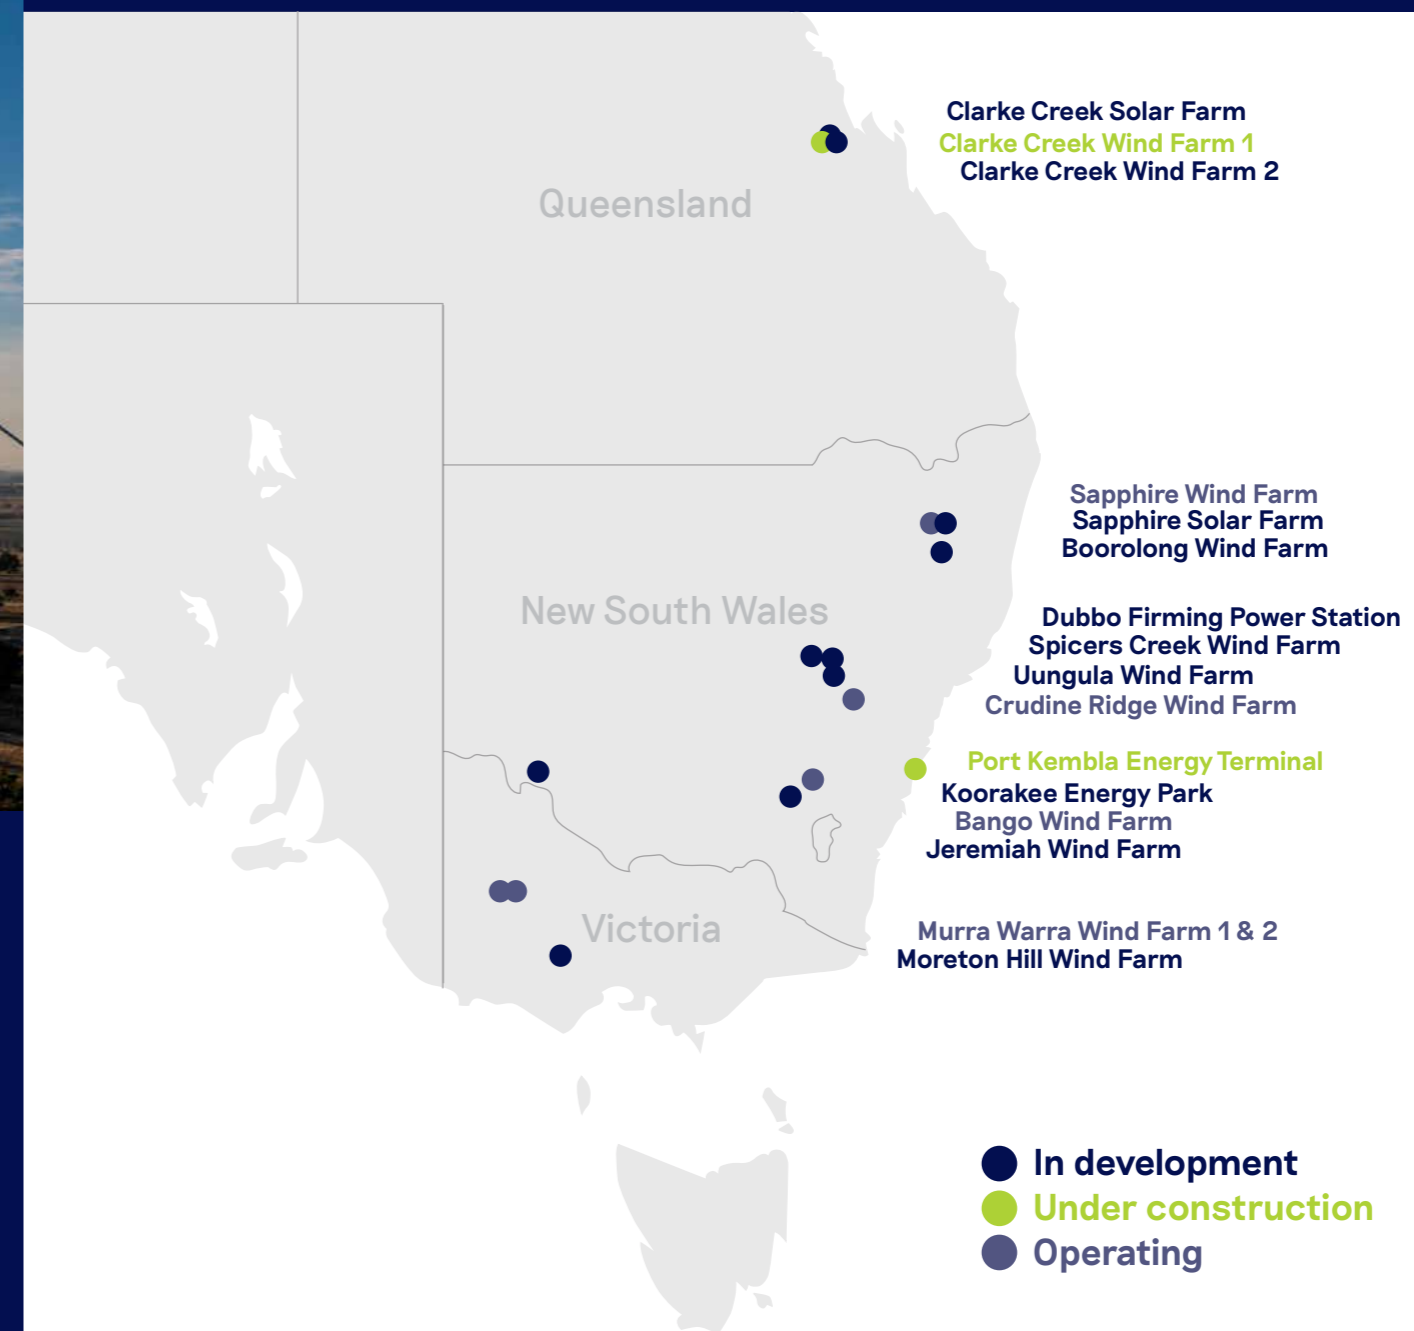 Clarke Creek Solar Farm
Clarke Creek Wind Farm 1
Clarke Creek Wind Farm 2
Queensland
Sapphire Wind Farm
Sapphire Solar Farm
Boorolong Wind Farm
New South Wales
Dubbo Firming Power Station
Spicers Creek Wind Farm
Uungula Wind Farm
Crudine Ridge Wind Farm
Port Kembla Energy Terminal
Koorakee Energy Park
Bango Wind Farm
Jeremiah Wind Farm
Victoria
Murra Warra Wind Farm 1 & 2
Moreton Hill Wind Farm
In development
Under construction
Operating